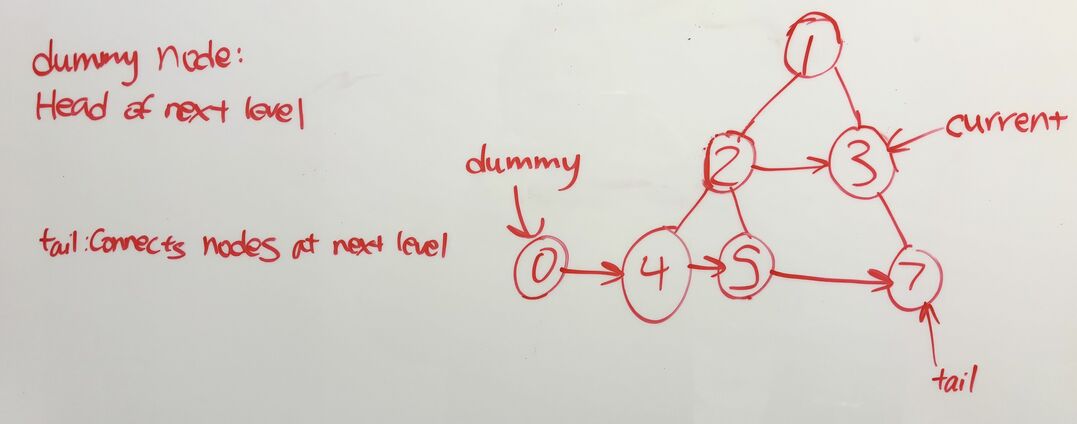 dummy node:
Head of next level
tail:Connects nodes at next level
1
2
3
current
dummy
0
4
5
7
tail